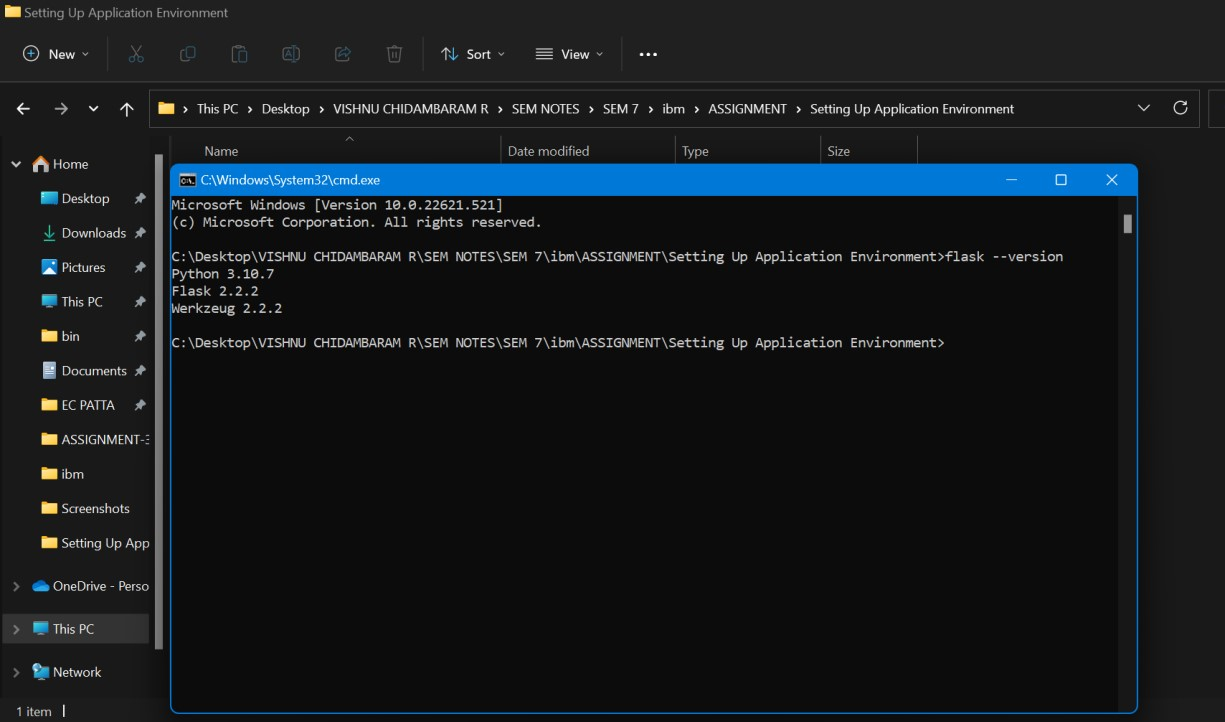 Setting Up Application Environment
New
Sort
View
This PC > Desktop > VISHNU CHIDAMBARAM R > SEM NOTES > SEM 7 > ibm > ASSIGNMENT > Setting Up Application Environment
Name Date modified Type Size
Home
Desktop
Downloads
Pictures
This PC
bin
Documents
EC PATTA
ASSIGNMENT-3
ibm
Screenshots
Setting Up App
OneDrive - Perso
This PC
Network
1 item
C:\Windows\System32\cmd.exe
Microsoft Windows [Version 10.0.22621.521]
(c) Microsoft Corporation. All rights reserved.
C:\Desktop\VISHNU CHIDAMBARAM R\SEM NOTES\SEM 7\ibm\ASSIGNMENT\Setting Up Application Environment>flask --version
Python 3.10.7
Flask 2.2.2
Werkzeug 2.2.2
C:\Desktop\VISHNU CHIDAMBARAM R\SEM NOTES\SEM 7\ibm\ASSIGNMENT\Setting Up Application Environment>